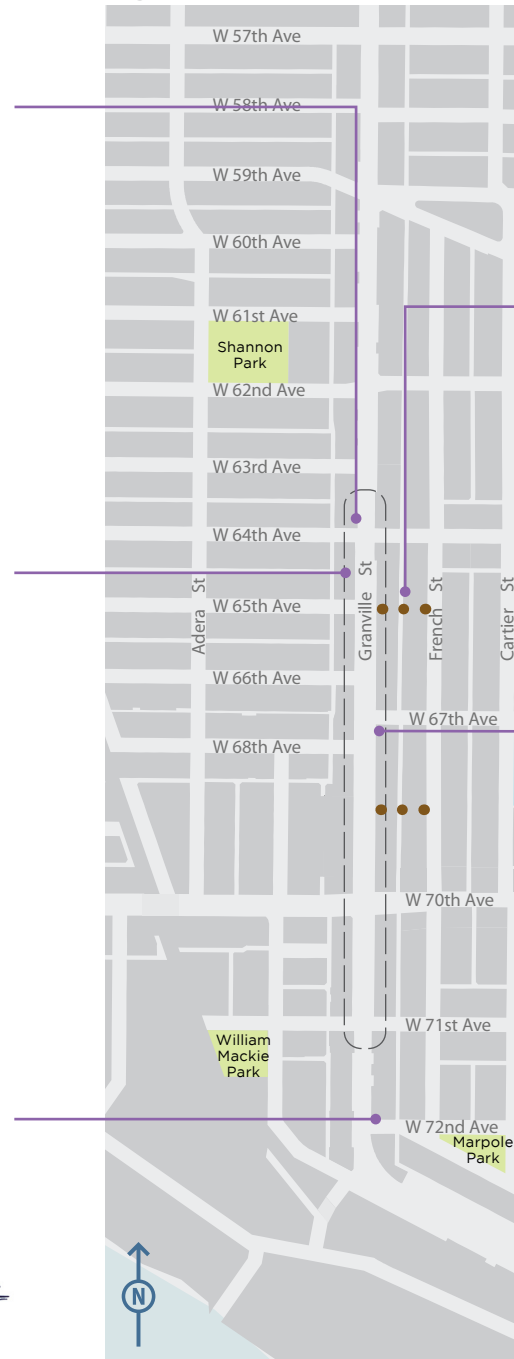 W 57th Ave
W 58th Ave
W 59th Ave
W 60th Ave
W 61st Ave
Shannon
Park
W 62nd Ave
W 63rd Ave
W 64th Ave
Adera St
Granville St
French St
Cartier St
W 65th Ave
W 66th Ave
W 67th Ave
W 68th Ave
W 70th Ave
W 71st Ave
William
Mackie
Park
W 72nd Ave
Marpole
Park
N